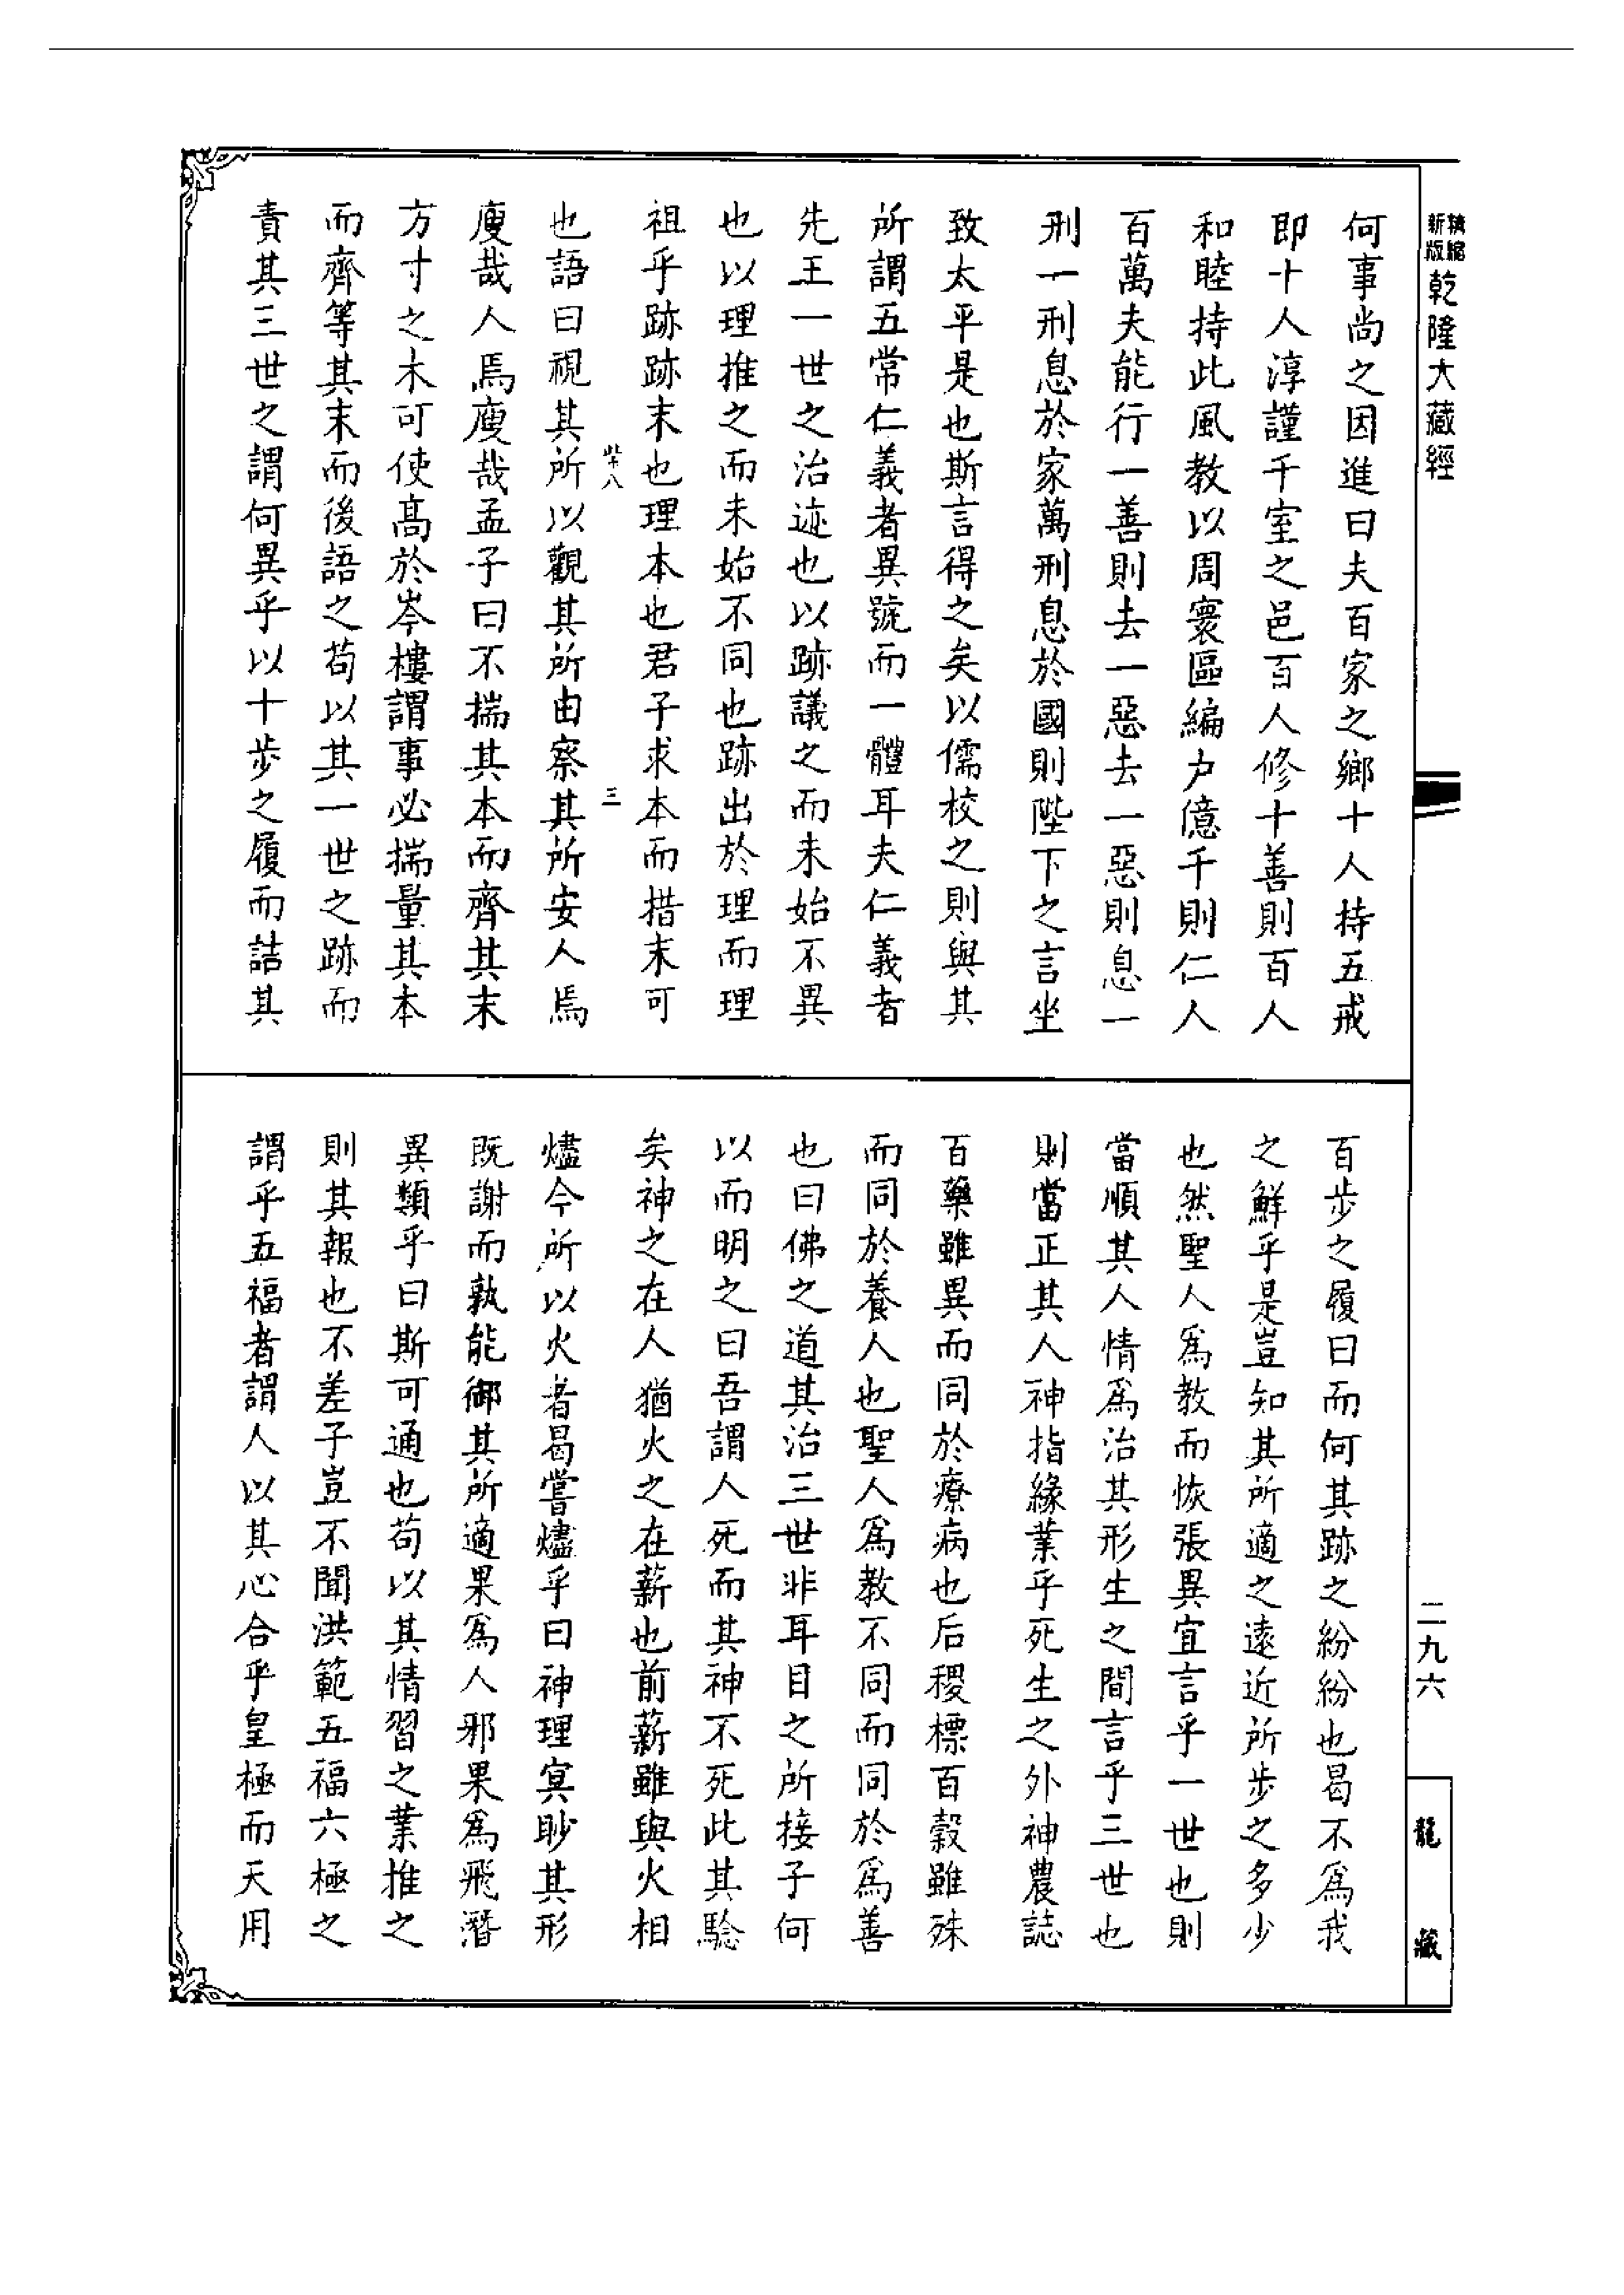 精縮新版乾隆大藏經
何事尚之因進曰夫百家之鄉十人持五戒
即十人淳謹千室之邑百人修十善則百人
和睦持此風教以周寰區編戶億千則仁人
百萬夫能行一善則去一惡去一惡則息一
刑一刑息於家萬刑息於國則陛下之言坐
致太平是也斯言得之矣以儒校之則與其
所謂五常仁義者異號而一體耳夫仁義者
先王一世之治迹也以跡議之而未始不異
也以理推之而未始不同也跡出於理而理
祖乎跡跡末也理本也君子求本而措末可
紫八
三
也語曰視其所以觀其所由察其所安人焉
廋哉人焉廋哉孟子曰不揣其本而齊其末
方寸之木可使高於岑樓謂事必揣量其本
而齊等其末而後語之苟以其一世之跡而
責其三世之謂何異乎以十步之履而詰其
百步之履曰而何其跡之紛紛也曷不爲我
之鮮乎是豈知其所適之遠近所步之多少
也然聖人爲教而恢張異宜言乎一世也則
當順其人情爲治其形生之間言乎三世也
則當正其人神指緣業乎死生之外神農誌
百藥雖異而同於療病也后稷標百穀雖殊
而同於養人也聖人爲教不同而同於爲善
也曰佛之道其治三世非耳目之所接子何
以而明之曰吾謂人死而其神不死此其驗
矣神之在人猶火之在薪也前薪雖與火相
燼今所以火者曷嘗燼乎曰神理冥眇其形
既謝而孰能御其所適果爲人邪果爲飛潛
異類乎曰斯可通也苟以其情習之業推之
則其報也不差子豈不聞洪範五福六極之
謂乎五福者謂人以其心合乎皇極而天用
二九六
龍藏